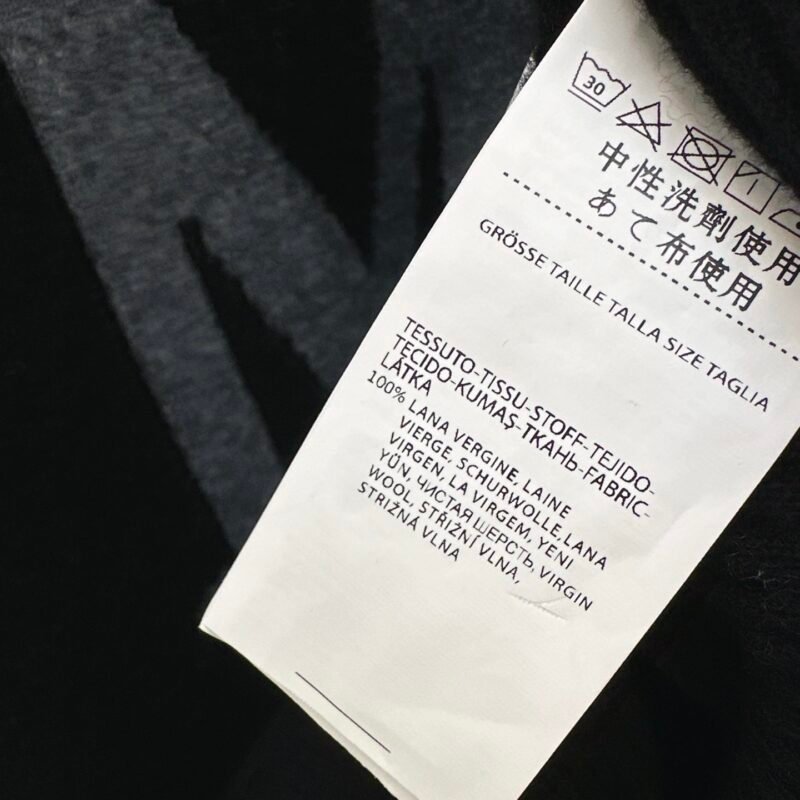 30
中性洗剤使用
あて布使用
GRÖSSE TAILLE TALLA SIZE TAGLIA
TESSUTO-TISSU-STOFF-TEJIDO-
TECIDO-KUMAŞ-ТКАНЬ-FABRIC-
LÁTKA
100% LANA VERGINE, LAINE
VIERGE, SCHURWOLLE, LANA
VIRGEN, LA VIRGEM, YENI
YÜN, ЧИСТАЯ ШЕРСТЬ, VIRGIN
WOOL, STŘIŽNÍ VLNA,
STRIŽNÁ VLNA